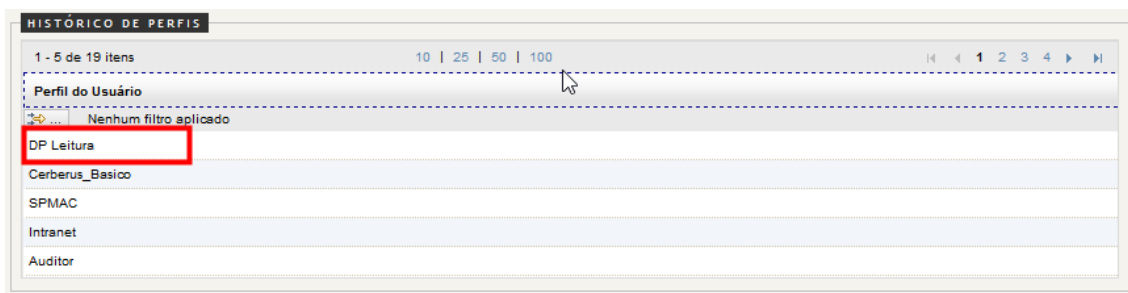 HISTÓRICO DE PERFIS
1 - 5 de 19 itens 10 | 25 | 50 | 100 1 2 3 4
Perfil do Usuário
... Nenhum filtro aplicado
DP Leitura
Cerberus_Basico
SPMAC
Intranet
Auditor